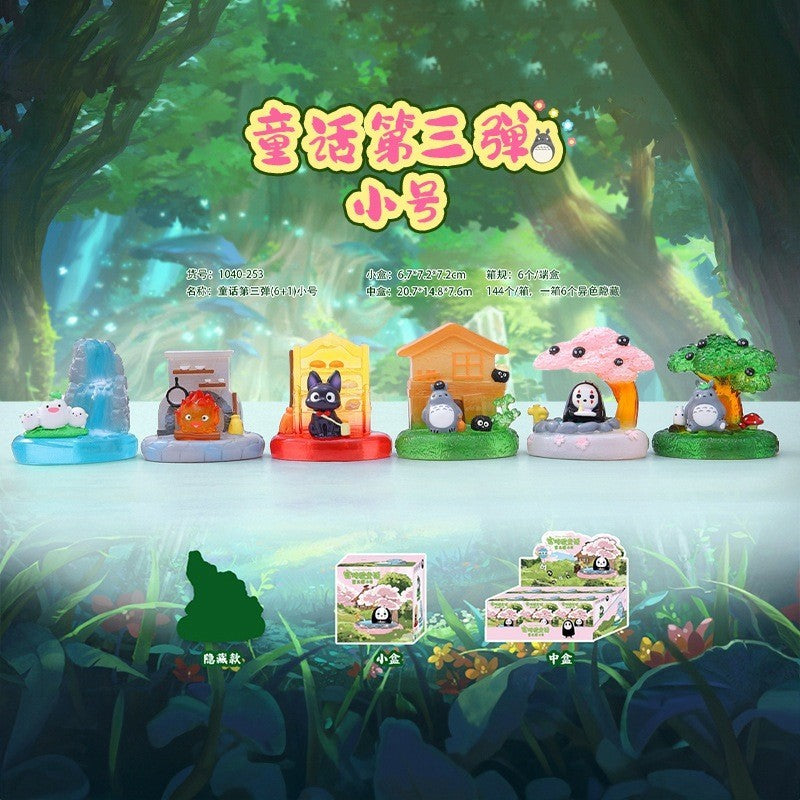 童话第三弹
小号
货号：1040-253
小盒：6.7*7.2*7.2cm
箱规：6个/端盒
名称：童话第三弹(6+1)小号
中盒：20.7*14.8*7.6m
144个/箱，一箱6个异色隐藏
隐藏款
小盒
中盒